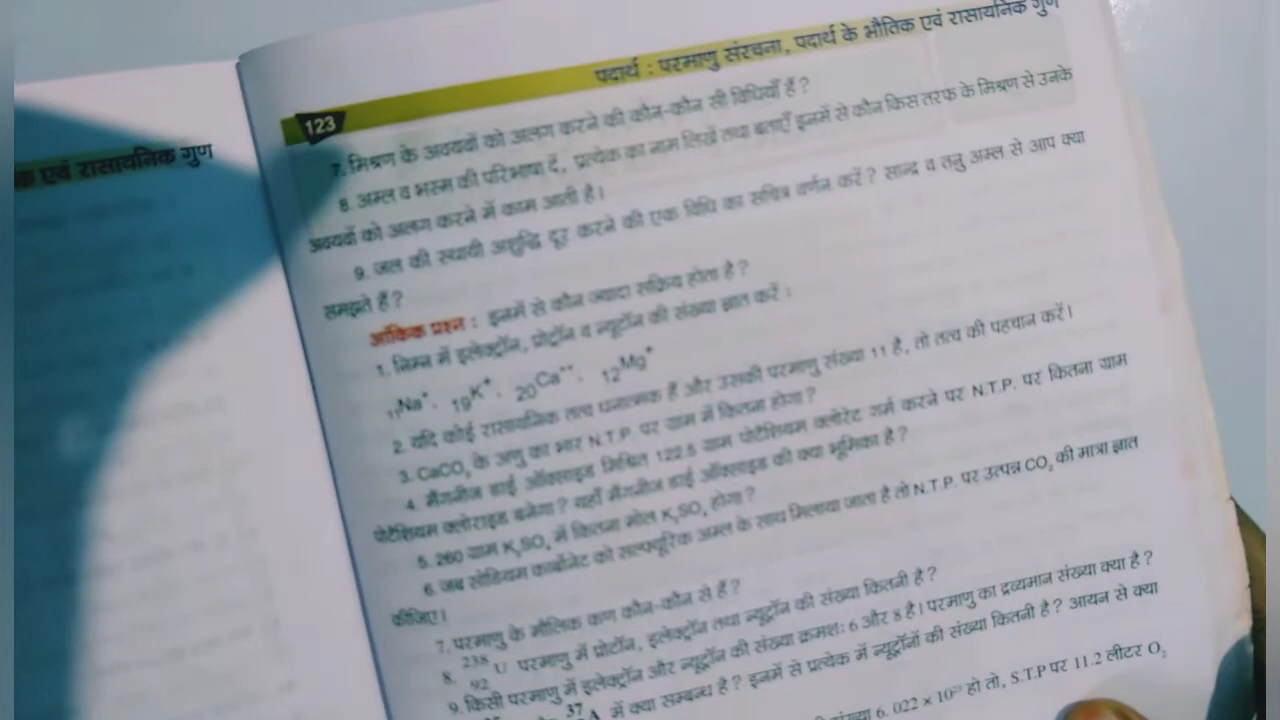 क एवं रासायनिक गुण
पदार्थ : परमाणु संरचना, पदार्थ के भौतिक एवं रासायनिक गुण
123
7. मिश्रण के अवयवों को अलग करने की कौन-कौन सी विधियाँ हैं ?
8. अम्ल व भस्म की परिभाषा दें, प्रत्येक का नाम लिखें तथा बताएँ इनमें से कौन किस तरफ के मिश्रण से उनके
अवयवों को अलग करने में काम आती है।
9. जल की स्थायी अशुद्धि दूर करने की एक विधि का सचित्र वर्णन करें ? सान्द्र व तनु अम्ल से आप क्या
समझते हैं ?
आंकिक प्रश्न : इनमें से कौन ज्यादा सक्रिय होता है ?
1. निम्न में इलेक्ट्रॉन, प्रोट्रॉन व न्यूट्रॉन की संख्या ज्ञात करें :
₁₁Na⁺, ₁₉K⁺, ₂₀Ca⁺⁺, ₁₂Mg⁺
2. यदि कोई रासायनिक तत्व धनात्मक हैं और उसकी परमाणु संख्या 11 है, तो तत्व की पहचान करें।
3. CaCO₃ के अणु का भार N.T.P. पर ग्राम में कितना होगा ?
4. मैंगनीज डाई ऑक्साइड मिश्रित 122.5 ग्राम पोटैशियम क्लोरेट गर्म करने पर N.T.P. पर कितना ग्राम
पोटैशियम क्लोराइड बनेगा ? यहाँ मैंगनीज डाई ऑक्साइड की क्या भूमिका है ?
5. 260 ग्राम K₂SO₄ में कितना मोल K₂SO₄ होगा ?
6. जब सोडियम कार्बोनेट को सल्फ्यूरिक अम्ल के साथ मिलाया जाता है तो N.T.P. पर उत्पन्न CO₂ की मात्रा ज्ञात
कीजिए।
7. परमाणु के मौलिक कण कौन-कौन से हैं ?
8. ²³⁸₉₂U परमाणु में प्रोटॉन, इलेक्ट्रॉन तथा न्यूट्रॉन की संख्या कितनी है ?
9. किसी परमाणु में इलेक्ट्रॉन और न्यूट्रॉन की संख्या क्रमशः 6 और 8 है। परमाणु का द्रव्यमान संख्या क्या है ?
37 A में क्या सम्बन्ध है ? इनमें से प्रत्येक में न्यूट्रॉनों की संख्या कितनी है ? आयन से क्या
6.022 × 10²³ हो तो, S.T.P पर 11.2 लीटर O₂